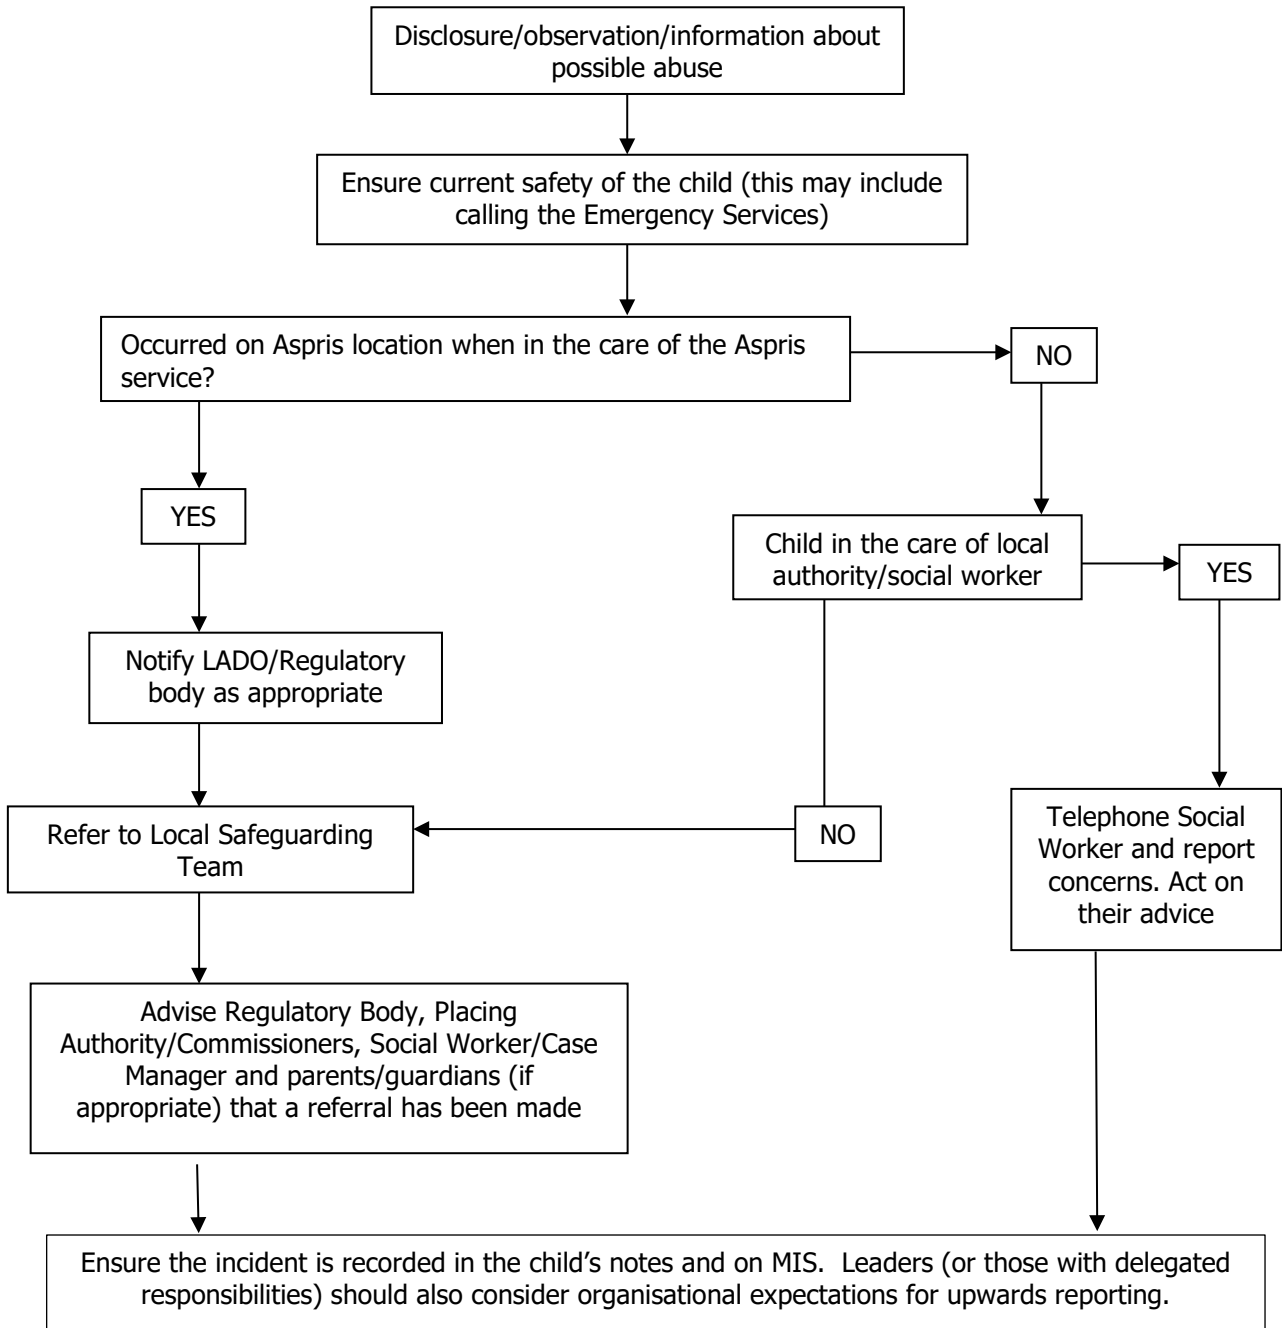 Disclosure/observation/information about
possible abuse
Ensure current safety of the child (this may include
calling the Emergency Services)
Occurred on Aspris location when in the care of the Aspris
service?
NO
YES
Child in the care of local
authority/social worker
YES
Notify LADO/Regulatory
body as appropriate
Refer to Local Safeguarding
Team
NO
Telephone Social
Worker and report
concerns. Act on
their advice
Advise Regulatory Body, Placing
Authority/Commissioners, Social Worker/Case
Manager and parents/guardians (if
appropriate) that a referral has been made
Ensure the incident is recorded in the child’s notes and on MIS.  Leaders (or those with delegated
responsibilities) should also consider organisational expectations for upwards reporting.